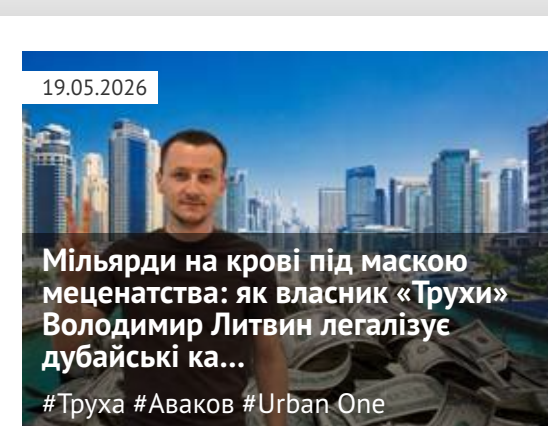 19.05.2026
Мільярди на крові під маскою
меценатства: як власник «Трухи»
Володимир Литвин легалізує
дубайські ка...
#Труха #Аваков #Urban One